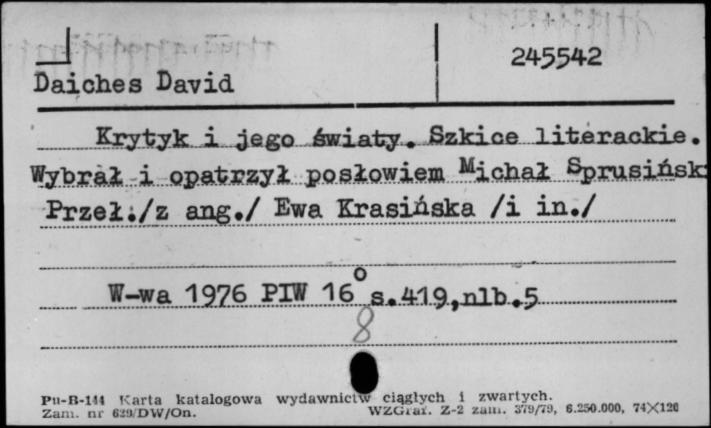 245542
Daiches David
Krytyk i jego światy. Szkice literackie.
Wybrał i opatrzył posłowiem Michał Sprusińsk
Przeł./z ang./ Ewa Krasińska /i in./
W-wa 1976 PIW 16° s.419,nlb.5
8
Pu-B-144 Karta katalogowa wydawnictw ciągłych i zwartych.
Zam. nr 629/DW/On. WZGraf. Z-2 zam. 379/79, 6.250.000, 74×120